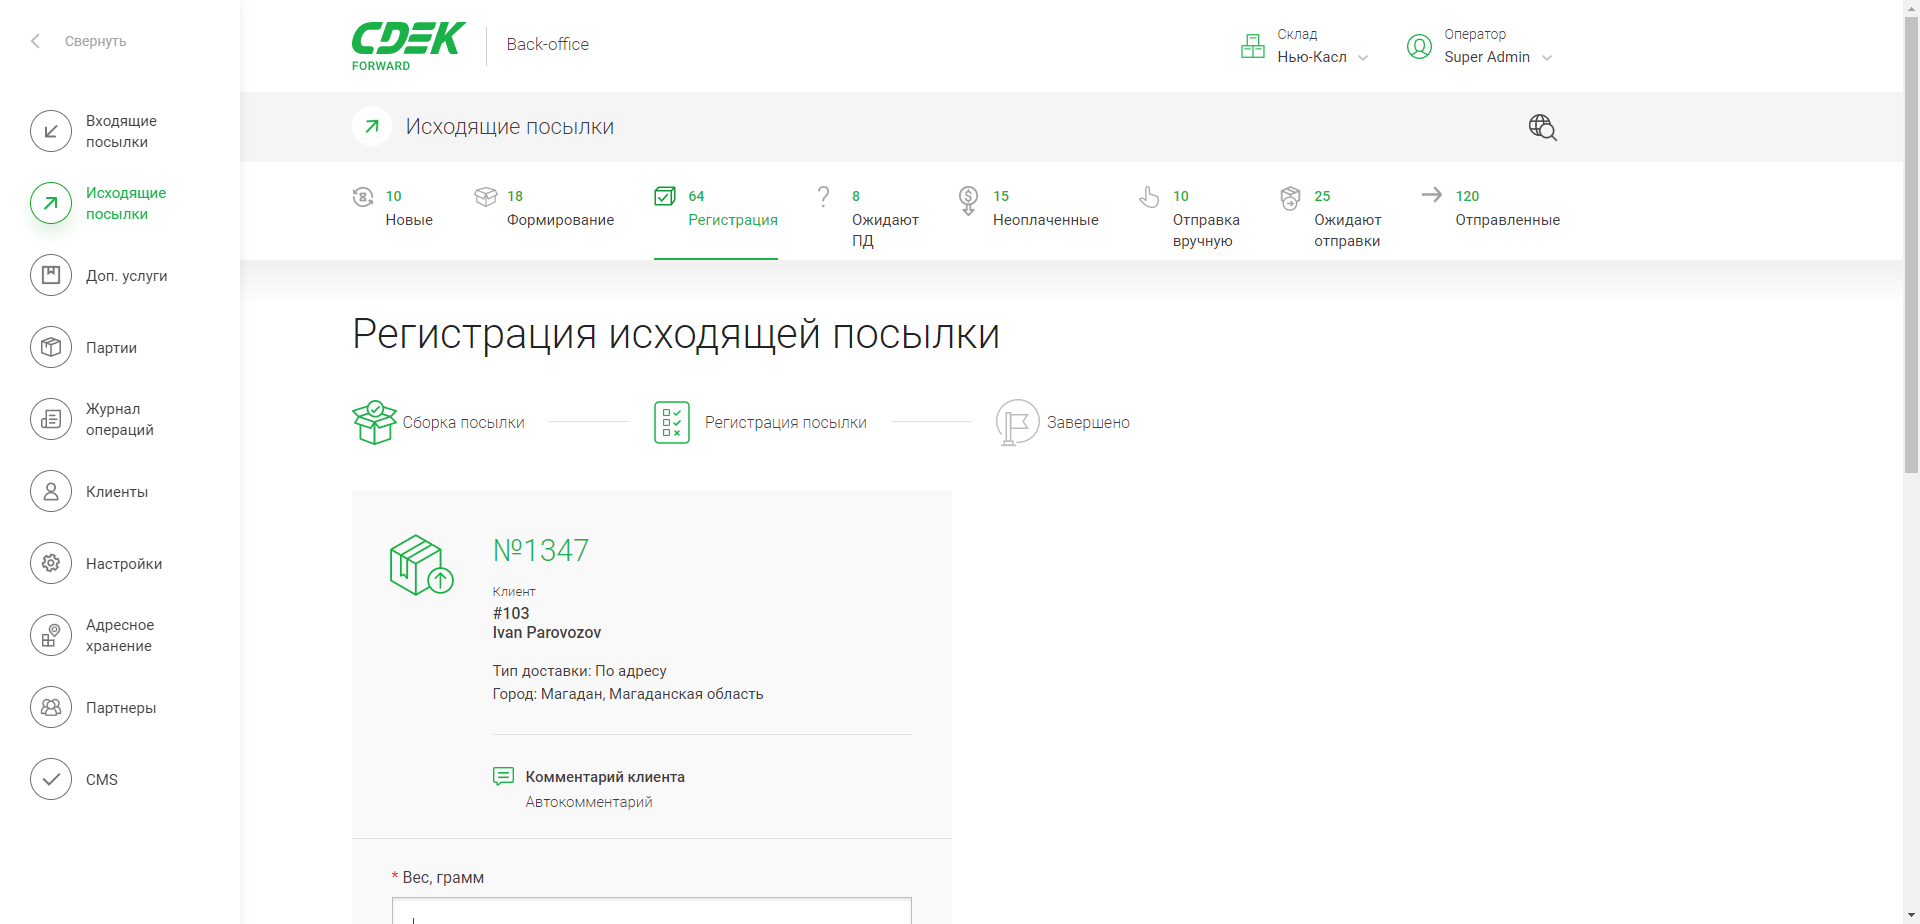 Свернуть
Входящие
посылки
Исходящие
посылки
Доп. услуги
Партии
Журнал
операций
Клиенты
Настройки
Адресное
хранение
Партнеры
CMS
CDEK
FORWARD
Back-office
Склад
Нью-Касл
Оператор
Super Admin
Исходящие посылки
10
Новые
18
Формирование
64
Регистрация
8
Ожидают
ПД
15
Неоплаченные
10
Отправка
вручную
25
Ожидают
отправки
120
Отправленные
Регистрация исходящей посылки
Сборка посылки
Регистрация посылки
Завершено
№1347
Клиент
#103
Ivan Parovozov
Тип доставки: По адресу
Город: Магадан, Магаданская область
Комментарий клиента
Автокомментарий
* Вес, грамм